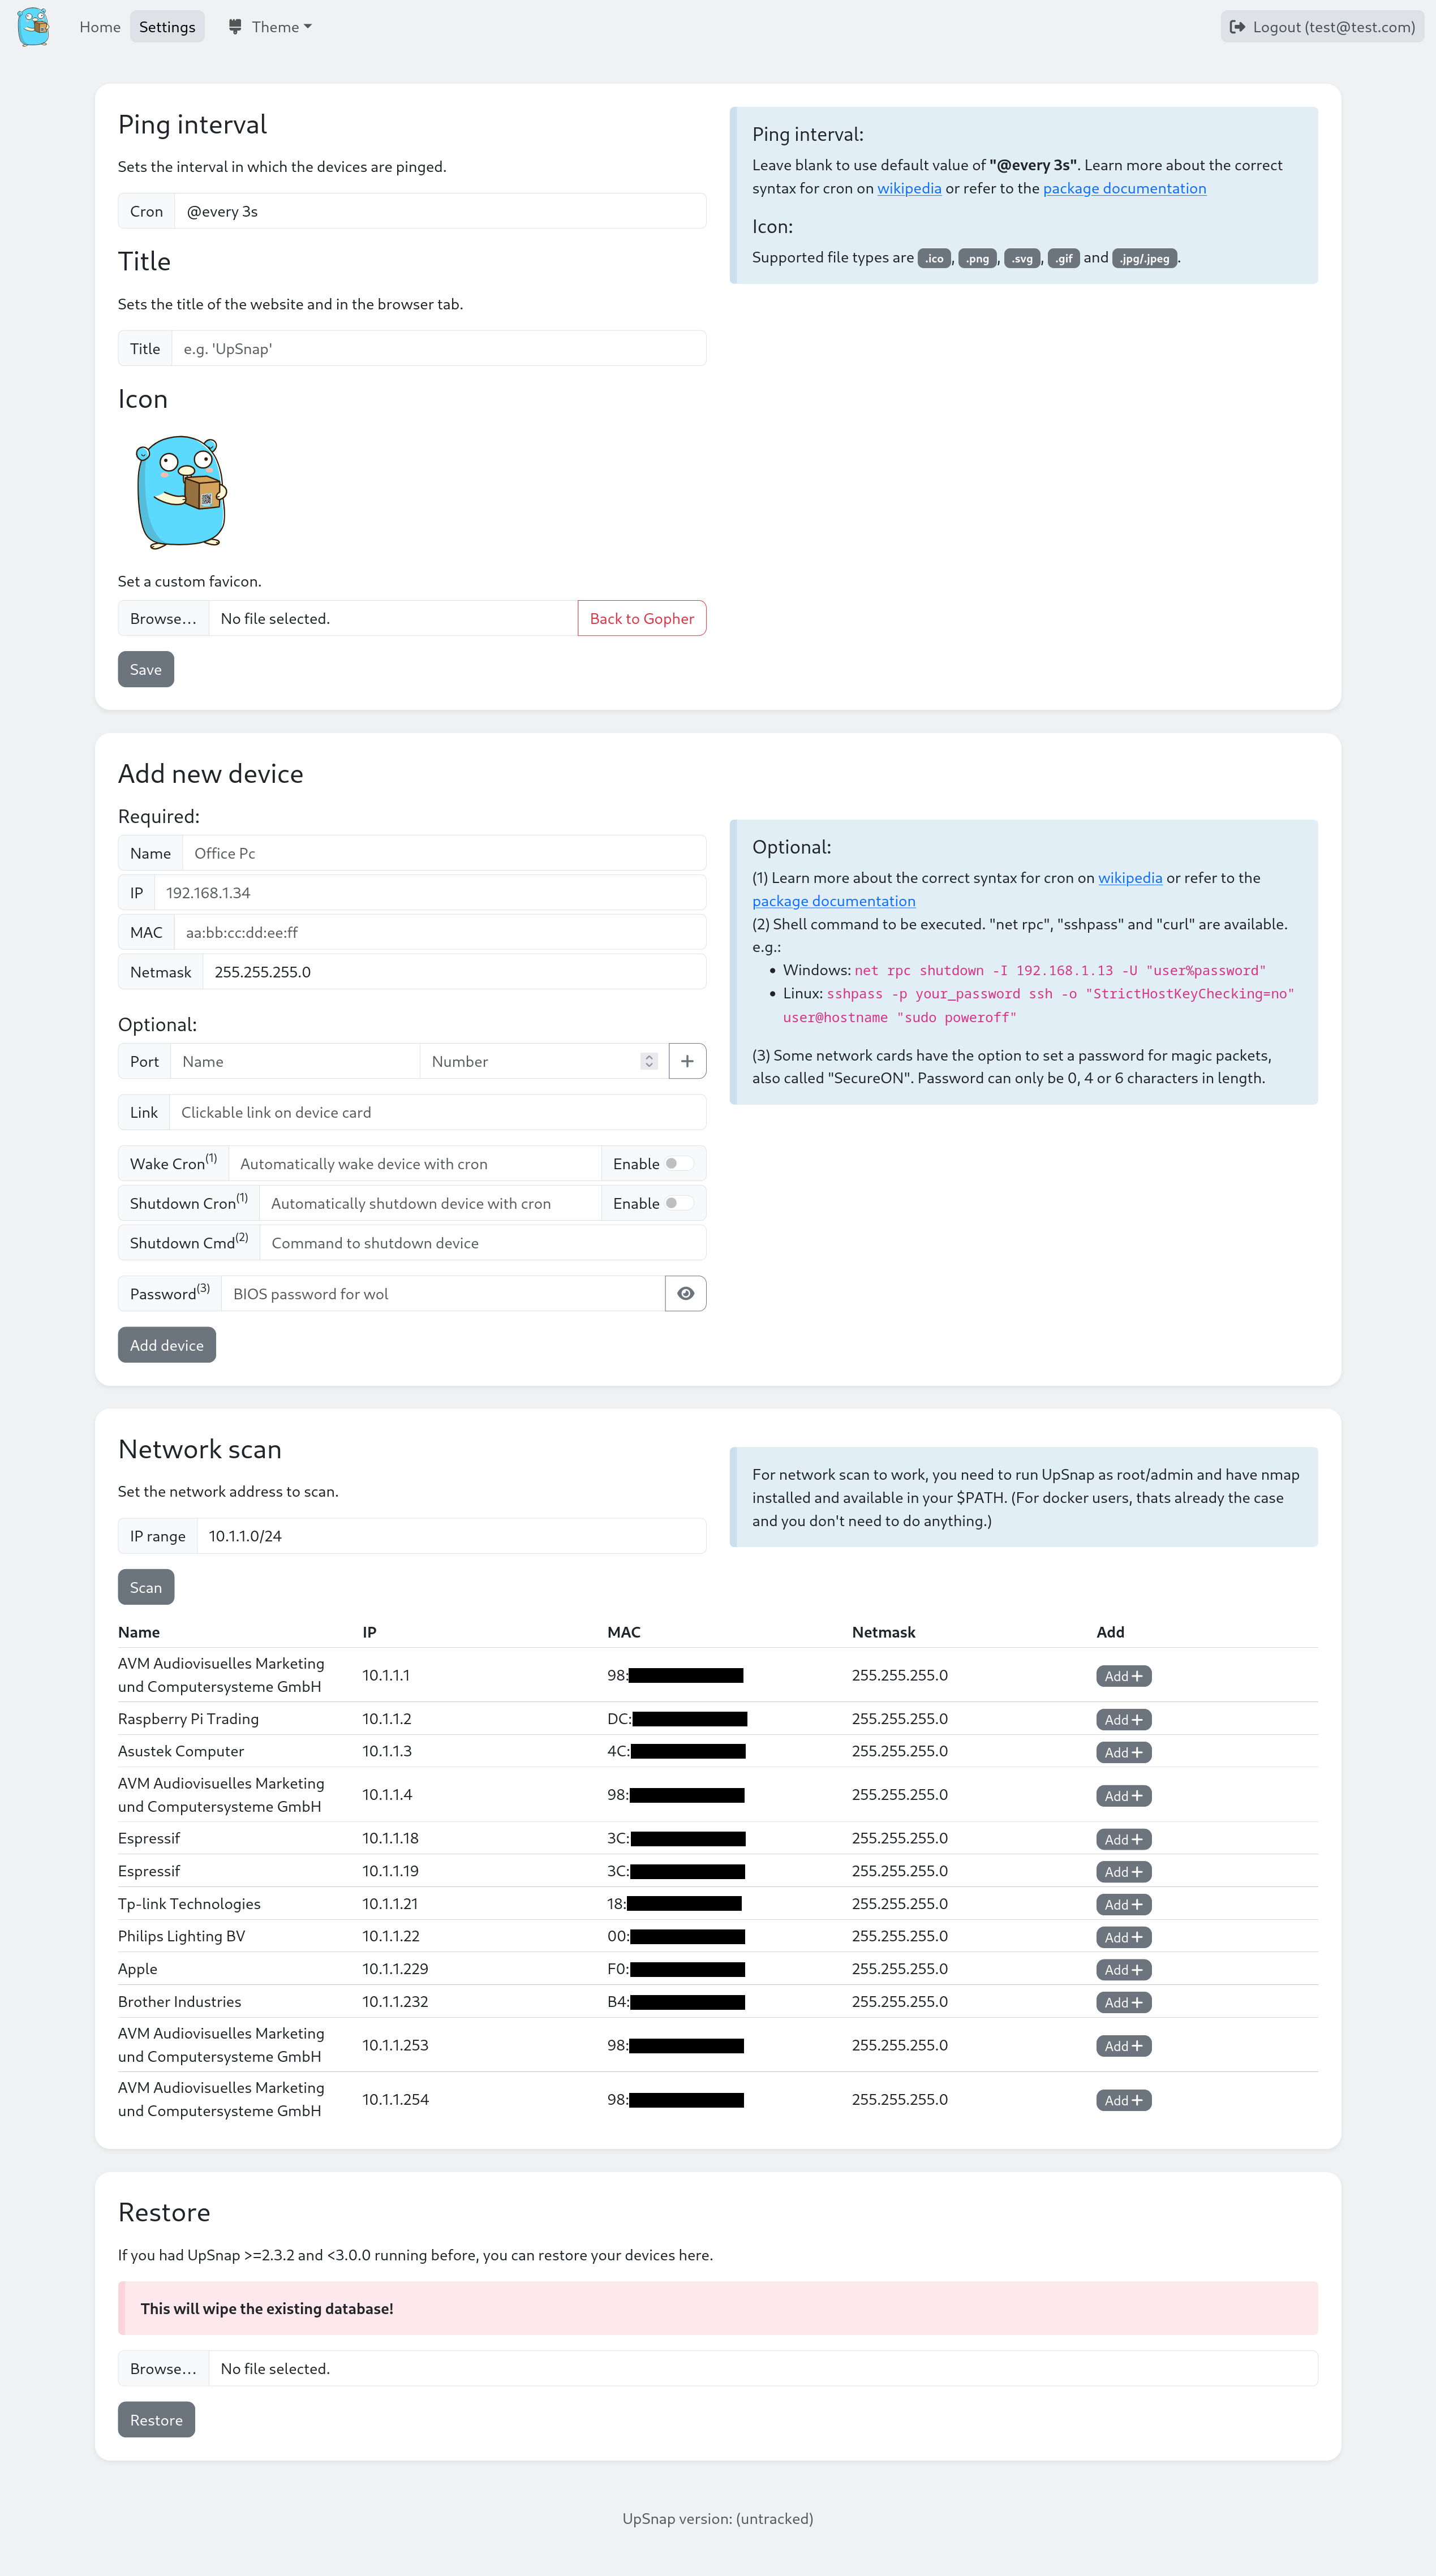 Home
Settings
Theme
Logout (test@test.com)
Ping interval
Sets the interval in which the devices are pinged.
Cron
@every 3s
Title
Sets the title of the website and in the browser tab.
Title
e.g. 'UpSnap'
Icon
Set a custom favicon.
Browse...
No file selected.
Back to Gopher
Save
Ping interval:
Leave blank to use default value of "@every 3s". Learn more about the correct
syntax for cron on wikipedia or refer to the package documentation
Icon:
Supported file types are .ico, .png, .svg, .gif and .jpg/.jpeg.
Add new device
Required:
Name
Office Pc
IP
192.168.1.34
MAC
aa:bb:cc:dd:ee:ff
Netmask
255.255.255.0
Optional:
Port
Name
Number
Link
Clickable link on device card
Wake Cron(1)
Automatically wake device with cron
Enable
Shutdown Cron(1)
Automatically shutdown device with cron
Enable
Shutdown Cmd(2)
Command to shutdown device
Password(3)
BIOS password for wol
Add device
Optional:
(1) Learn more about the correct syntax for cron on wikipedia or refer to the
package documentation
(2) Shell command to be executed. "net rpc", "sshpass" and "curl" are available.
e.g.:
• Windows: net rpc shutdown -I 192.168.1.13 -U "user%password"
• Linux: sshpass -p your_password ssh -o "StrictHostKeyChecking=no"
user@hostname "sudo poweroff"
(3) Some network cards have the option to set a password for magic packets,
also called "SecureON". Password can only be 0, 4 or 6 characters in length.
Network scan
Set the network address to scan.
IP range
10.1.1.0/24
Scan
For network scan to work, you need to run UpSnap as root/admin and have nmap
installed and available in your $PATH. (For docker users, thats already the case
and you don't need to do anything.)
Name IP MAC Netmask Add
AVM Audiovisuelles Marketing
und Computersysteme GmbH
10.1.1.1 98: 255.255.255.0 Add
Raspberry Pi Trading 10.1.1.2 DC: 255.255.255.0 Add
Asustek Computer 10.1.1.3 4C: 255.255.255.0 Add
AVM Audiovisuelles Marketing
und Computersysteme GmbH
10.1.1.4 98: 255.255.255.0 Add
Espressif 10.1.1.18 3C: 255.255.255.0 Add
Espressif 10.1.1.19 3C: 255.255.255.0 Add
Tp-link Technologies 10.1.1.21 18: 255.255.255.0 Add
Philips Lighting BV 10.1.1.22 00: 255.255.255.0 Add
Apple 10.1.1.229 F0: 255.255.255.0 Add
Brother Industries 10.1.1.232 B4: 255.255.255.0 Add
AVM Audiovisuelles Marketing
und Computersysteme GmbH
10.1.1.253 98: 255.255.255.0 Add
AVM Audiovisuelles Marketing
und Computersysteme GmbH
10.1.1.254 98: 255.255.255.0 Add
Restore
If you had UpSnap >=2.3.2 and <3.0.0 running before, you can restore your devices here.
This will wipe the existing database!
Browse...
No file selected.
Restore
UpSnap version: (untracked)